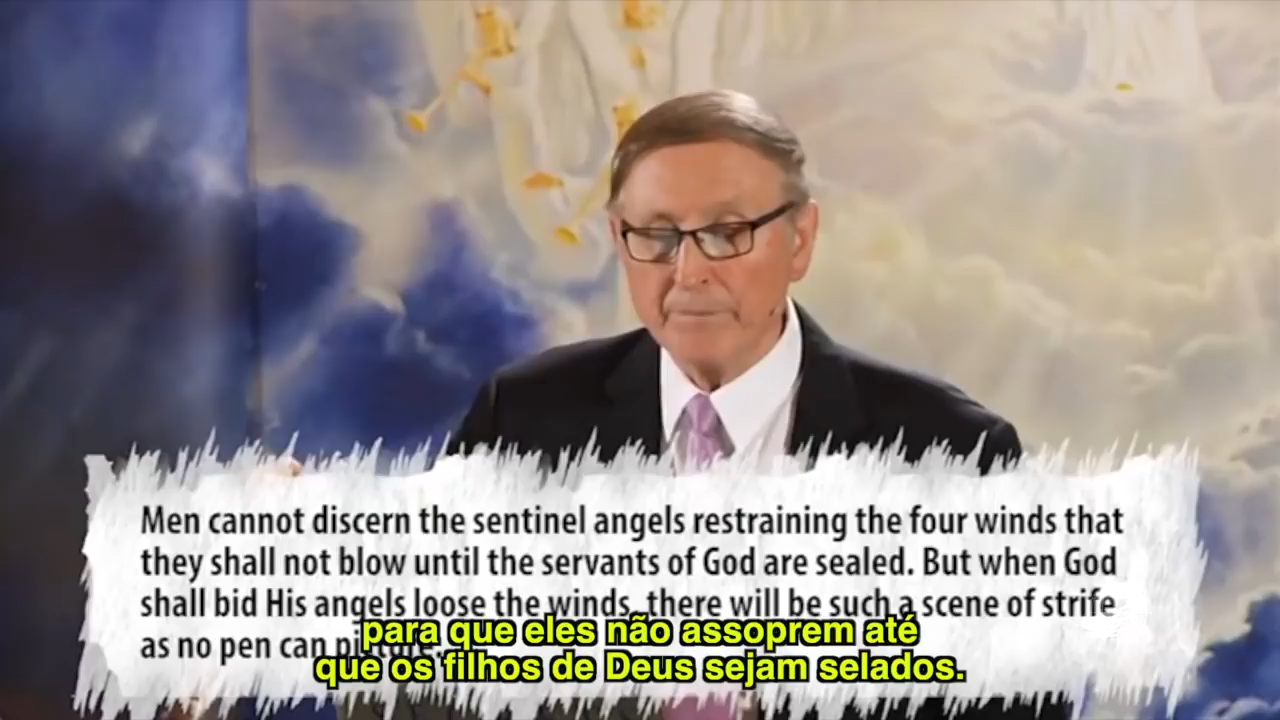 Men cannot discern the sentinel angels restraining the four winds that
they shall not blow until the servants of God are sealed. But when God
shall bid His angels loose the winds, there will be such a scene of strife
as no pen can picture.
para que eles não assoprem até
que os filhos de Deus sejam selados.